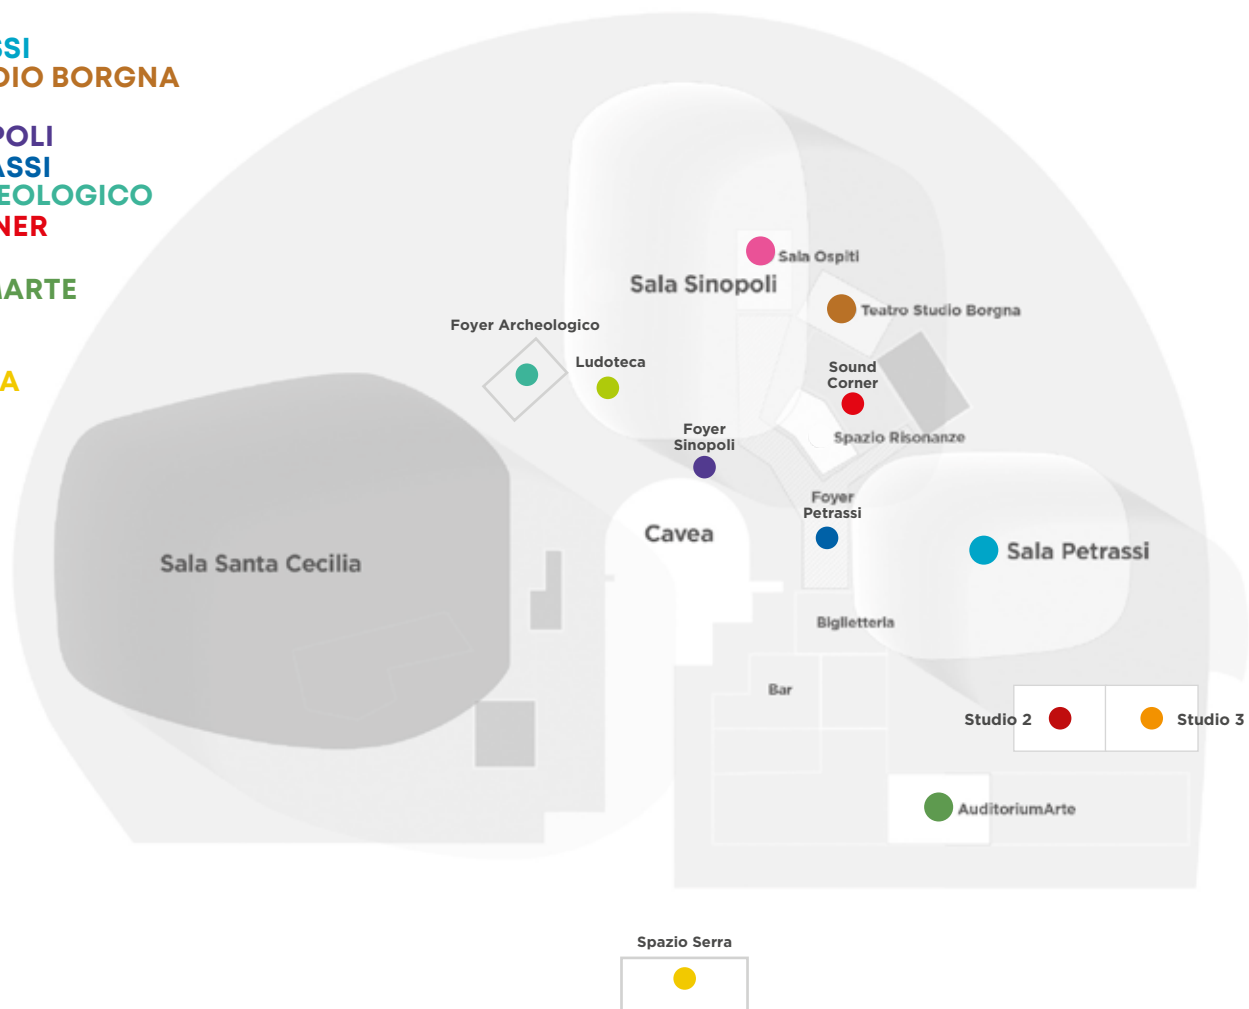 SSI
DIO BORGNA
POLI
ASSI
EOLOGICO
NER
ARTE
A
Sala Ospiti
Sala Sinopoli
Teatro Studio Borgna
Foyer Archeologico
Ludoteca
Sound
Corner
Foyer
Sinopoli
Spazio Risonanze
Foyer
Petrassi
Cavea
Sala Petrassi
Sala Santa Cecilia
Biglietteria
Bar
Studio 2
Studio 3
AuditoriumArte
Spazio Serra